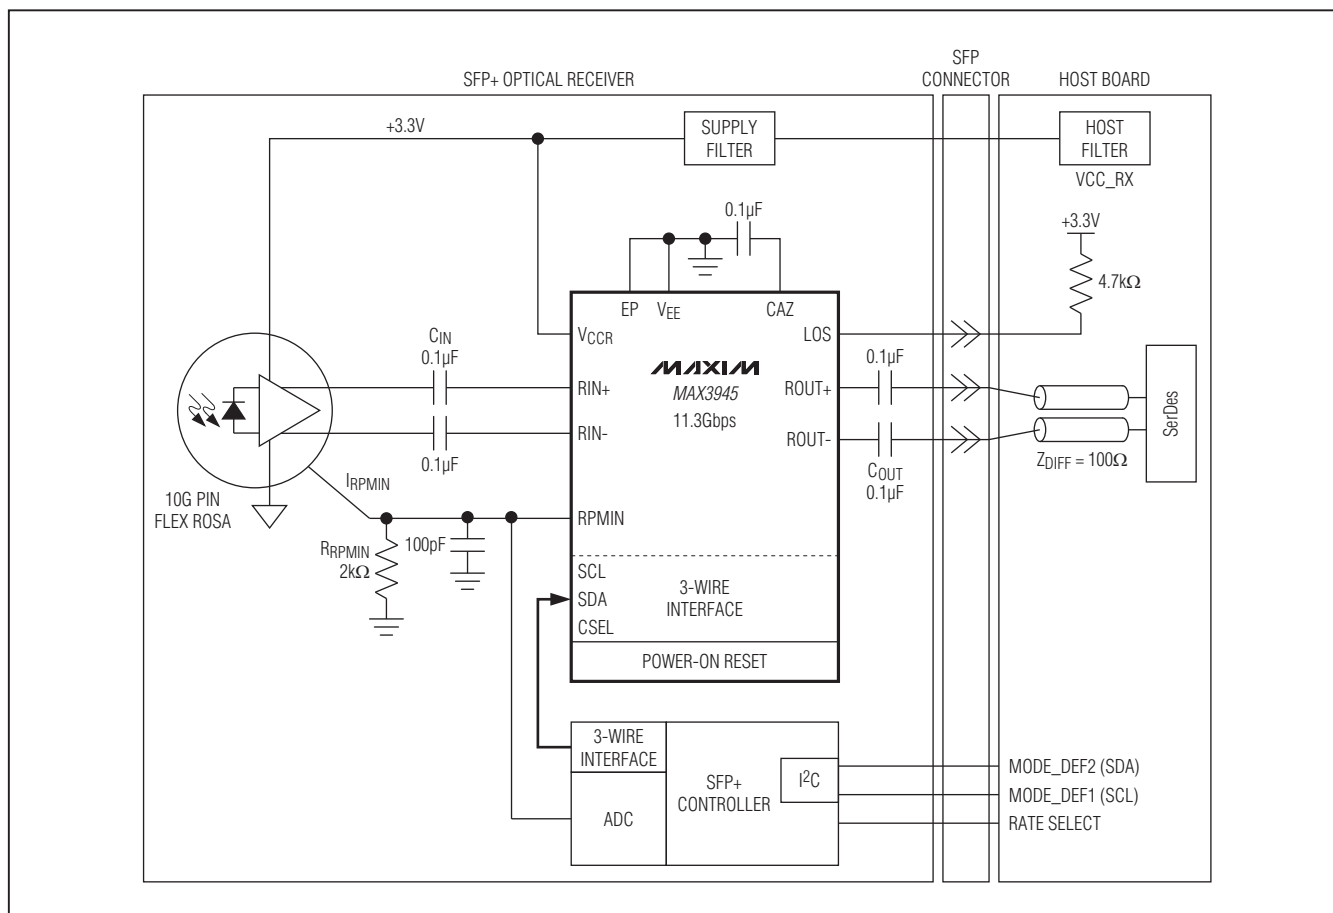 SFP+ OPTICAL RECEIVER
SFP
CONNECTOR
HOST BOARD
+3.3V
SUPPLY
FILTER
HOST
FILTER
VCC_RX
0.1µF
+3.3V
4.7kΩ
EP
VEE
CAZ
VCCR
LOS
CIN
0.1µF
0.1µF
MAXIM
MAX3945
11.3Gbps
RIN+
ROUT+
RIN-
ROUT-
0.1µF
COUT
0.1µF
ZDIFF = 100Ω
SerDes
10G PIN
FLEX ROSA
IRPMIN
RPMIN
RRPMIN
2kΩ
100pF
SCL
SDA
CSEL
3-WIRE
INTERFACE
POWER-ON RESET
3-WIRE
INTERFACE
ADC
SFP+
CONTROLLER
I2C
MODE_DEF2 (SDA)
MODE_DEF1 (SCL)
RATE SELECT